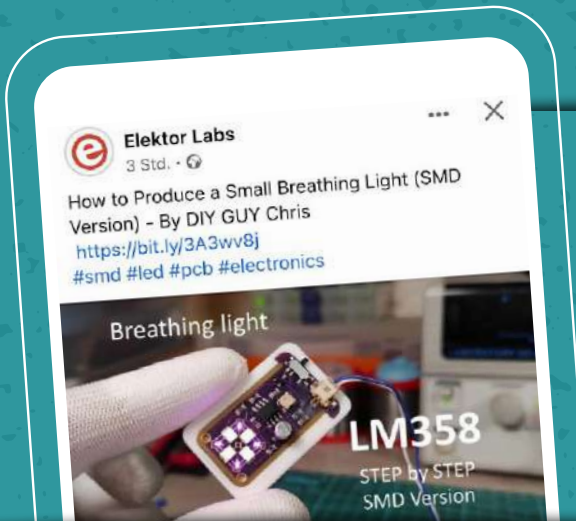 Elektor Labs
3 Std. ·
How to Produce a Small Breathing Light (SMD
Version) - By DIY GUY Chris
https://bit.ly/3A3wv8j
#smd #led #pcb #electronics
Breathing light
LM358
STEP by STEP
SMD Version